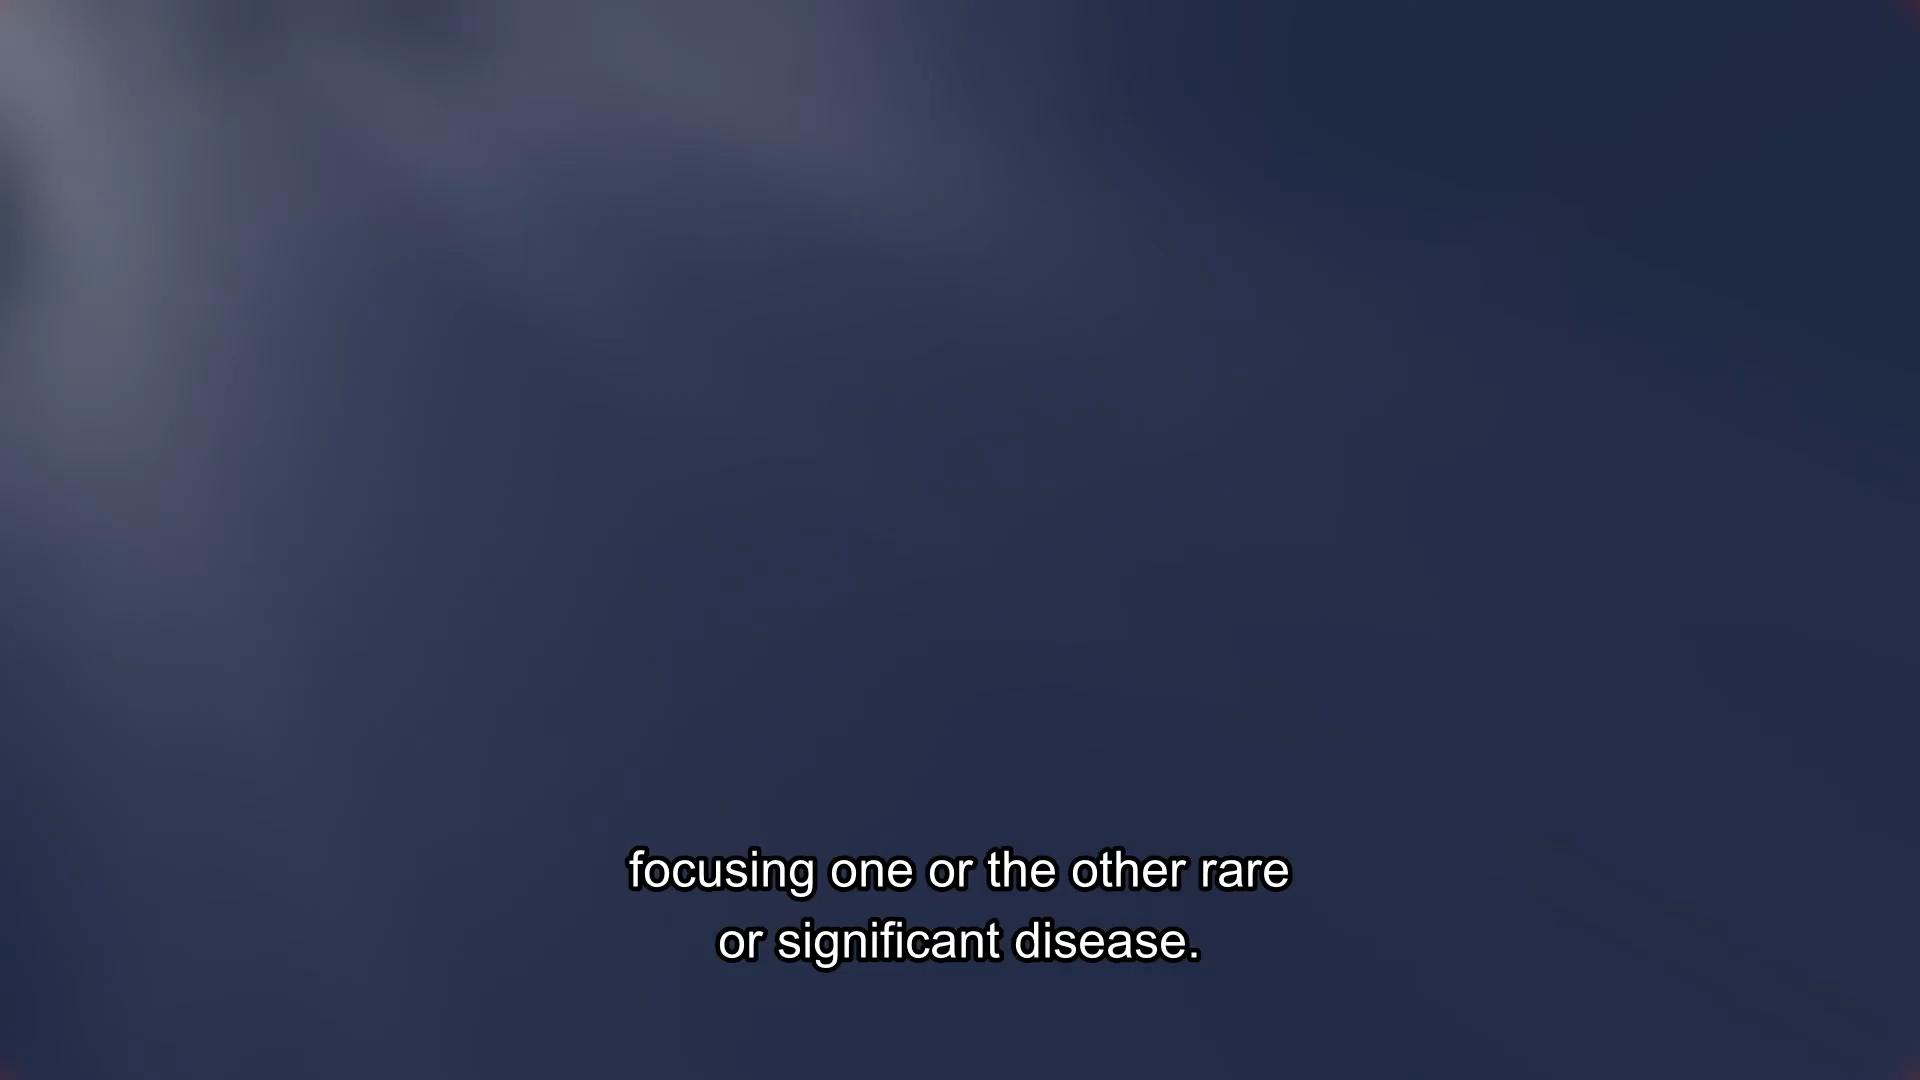 focusing one or the other rare
or significant disease.